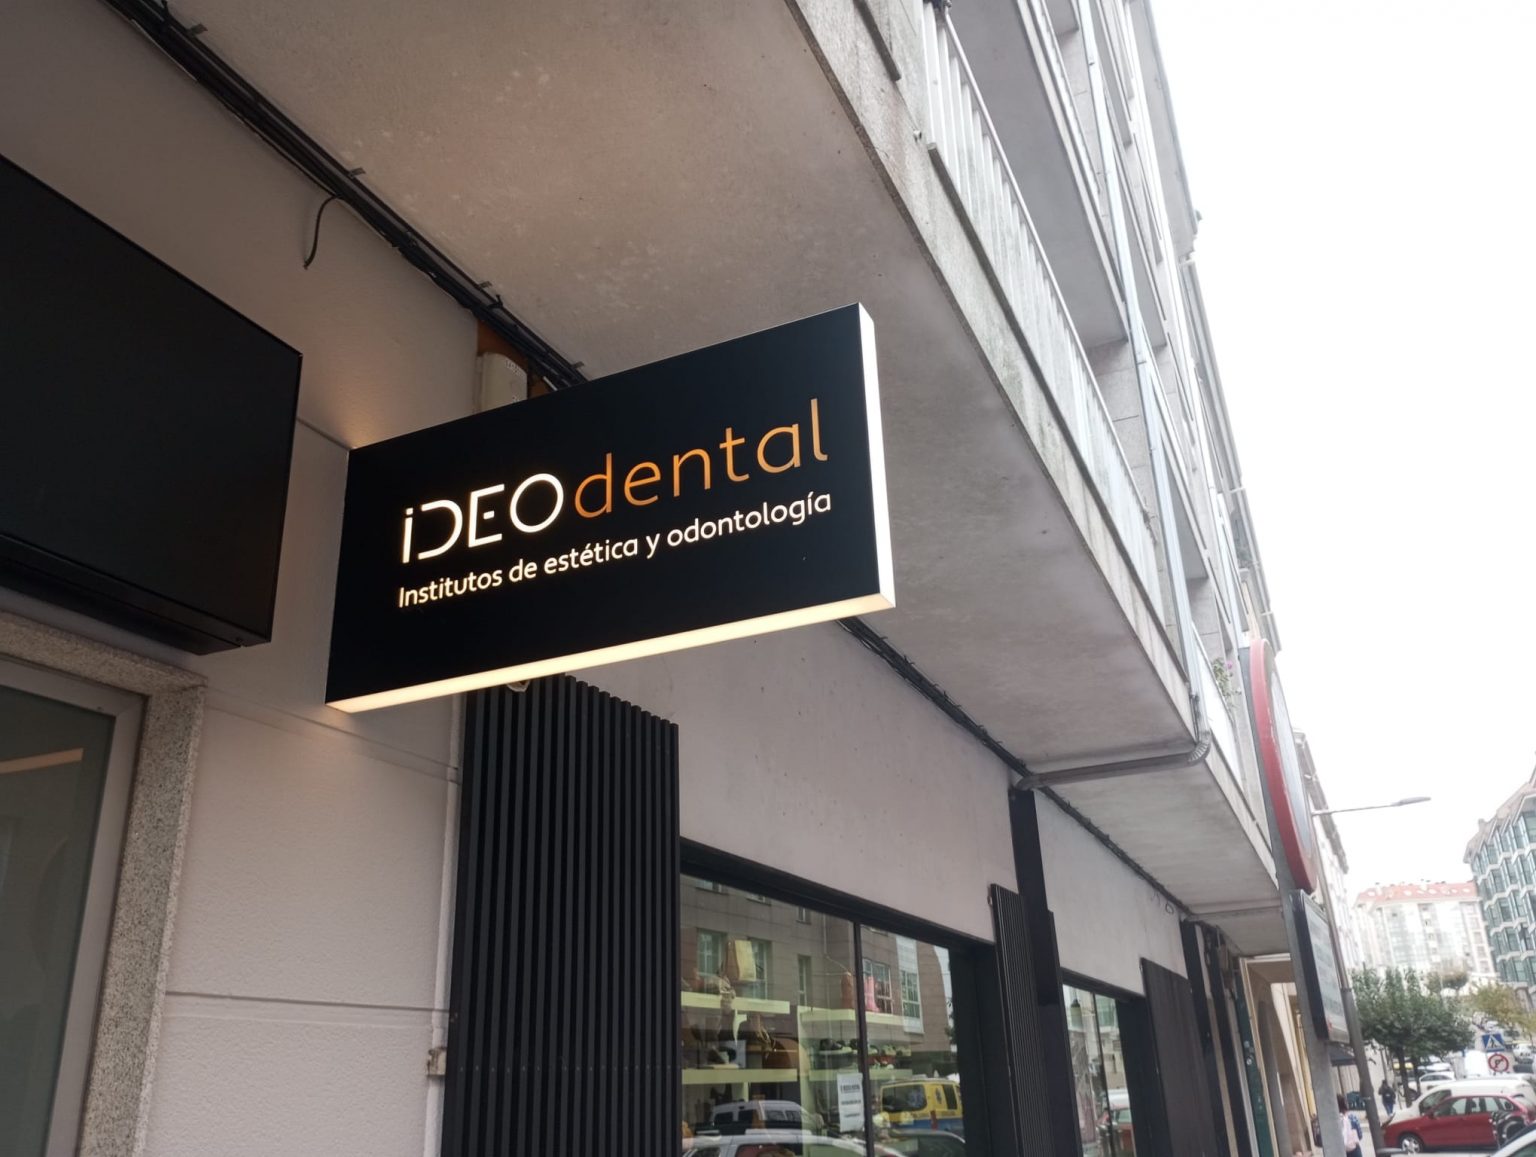 iDEOdental
Institutos de estética y odontología